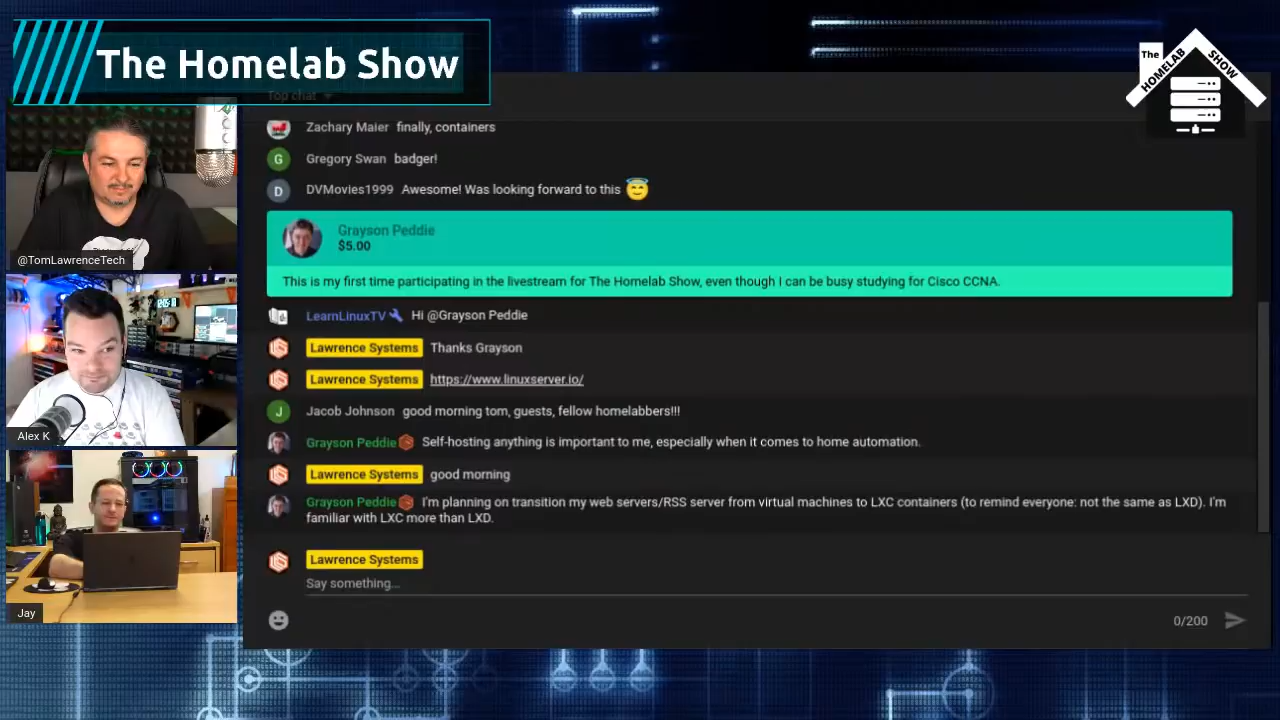 The Homelab Show
The
HOMELAB
SHOW
Top chat
Zachary Maier finally, containers
G Gregory Swan badger!
D DVMovies1999 Awesome! Was looking forward to this
Grayson Peddie
$5.00
This is my first time participating in the livestream for The Homelab Show, even though I can be busy studying for Cisco CCNA.
LearnLinuxTV Hi @Grayson Peddie
Lawrence Systems Thanks Grayson
Lawrence Systems https://www.linuxserver.io/
J Jacob Johnson good morning tom, guests, fellow homelabbers!!!
Grayson Peddie Self-hosting anything is important to me, especially when it comes to home automation.
Lawrence Systems good morning
Grayson Peddie I'm planning on transition my web servers/RSS server from virtual machines to LXC containers (to remind everyone: not the same as LXD). I'm
familiar with LXC more than LXD.
Lawrence Systems
Say something...
0/200
@TomLawrenceTech
Alex K
Jay